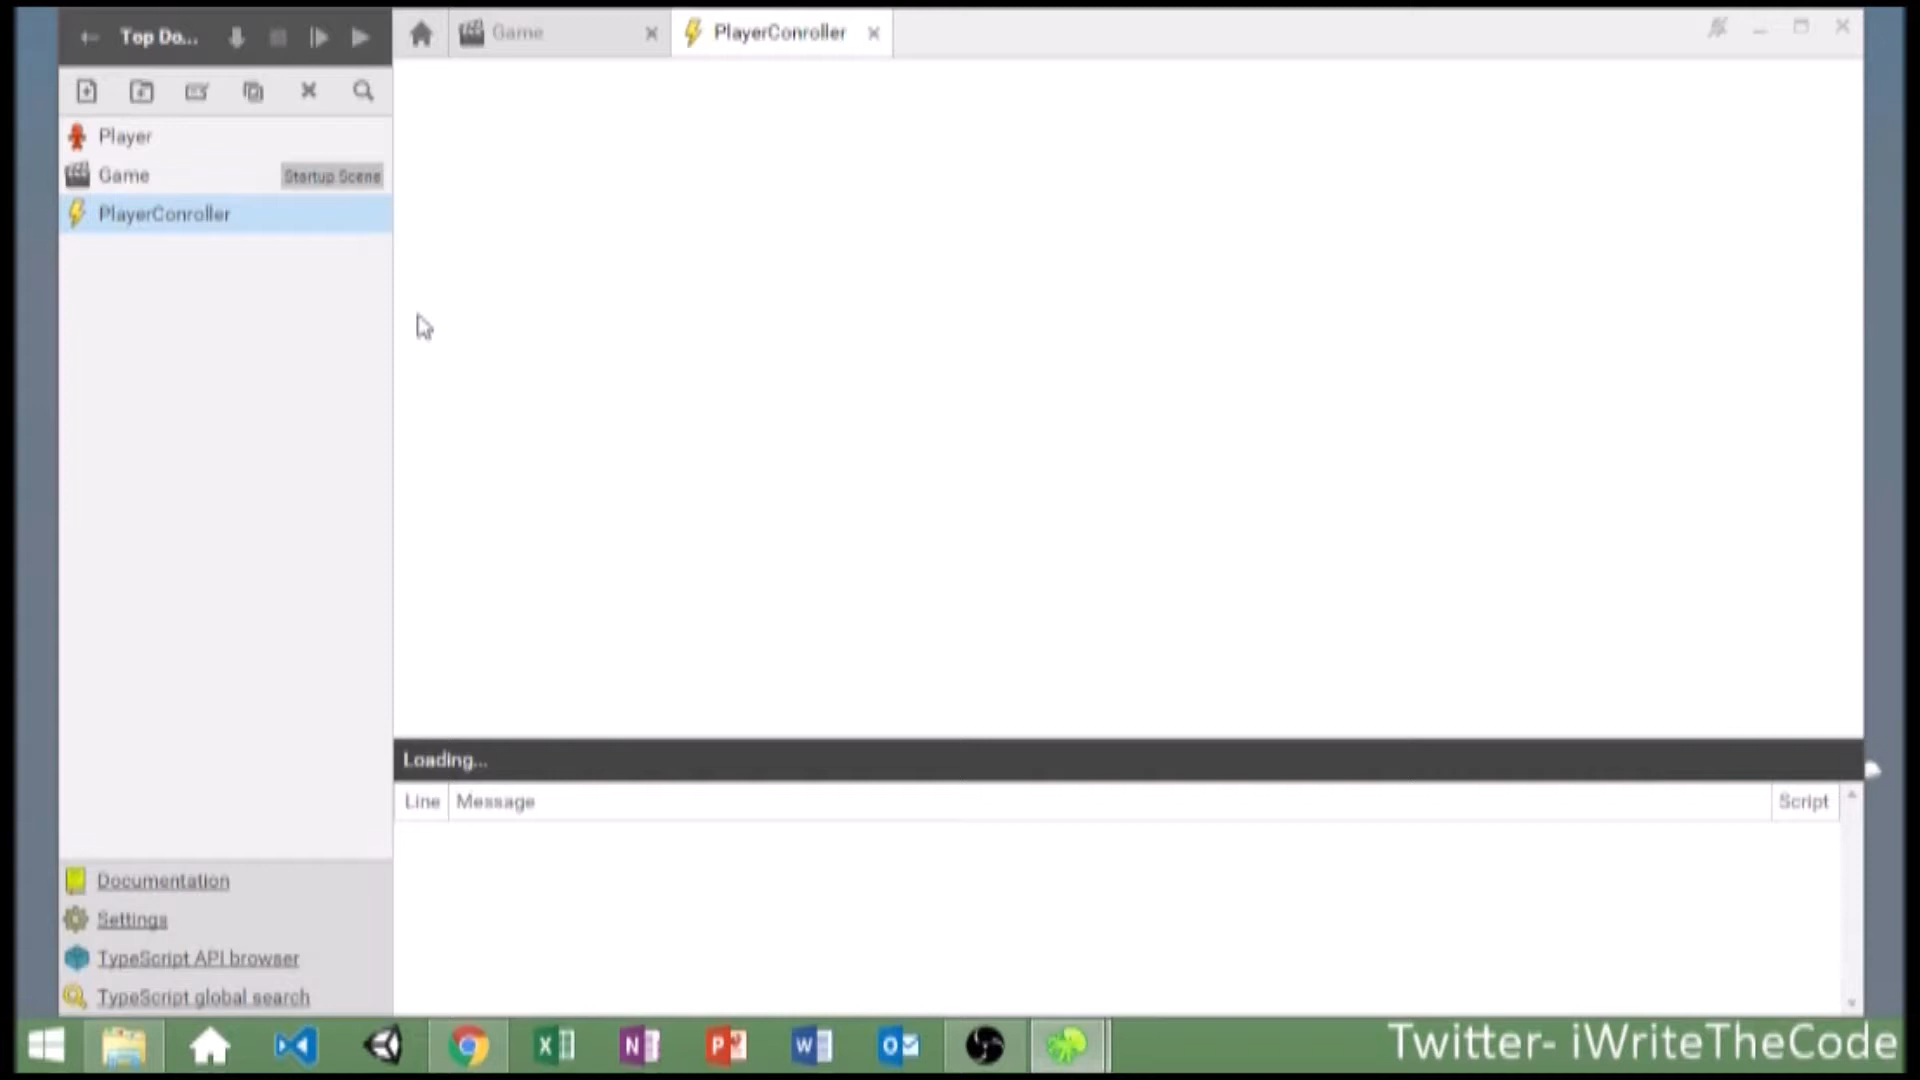 Top Do...
Game
PlayerConroller
Player
Game
Startup Scene
PlayerConroller
Loading...
Line
Message
Script
Documentation
Settings
TypeScript API browser
TypeScript global search
Twitter- iWriteTheCode